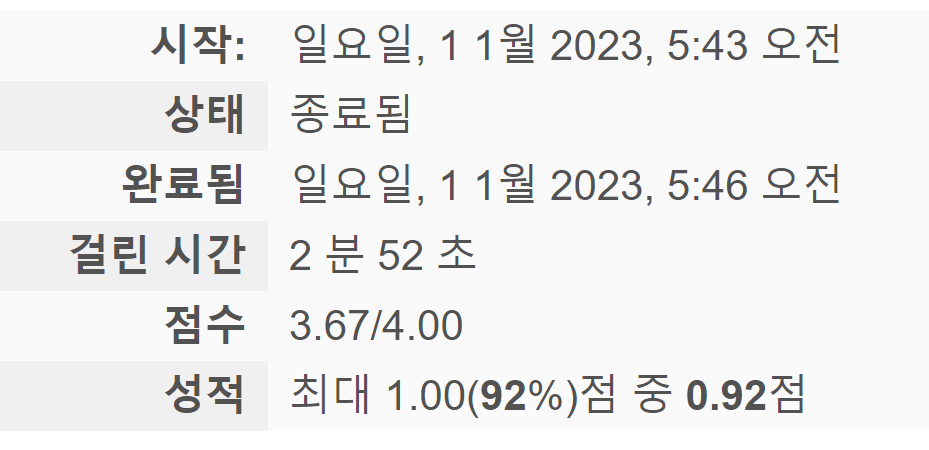 시작: 일요일, 1 1월 2023, 5:43 오전
상태 종료됨
완료됨 일요일, 1 1월 2023, 5:46 오전
걸린 시간 2 분 52 초
점수 3.67/4.00
성적 최대 1.00(92%)점 중 0.92점